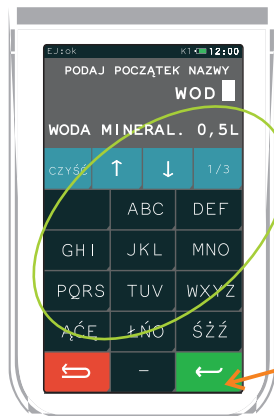 EJ:ok K1 12:00
PODAJ POCZĄTEK NAZWY
WOD
WODA MINERAL. 0,5L
CZYŚĆ ↑ ↓ 1/3
ABC DEF
GHI JKL MNO
PQRS TUV WXYZ
ĄĆĘ ŁŃÓ ŚŻŹ
–